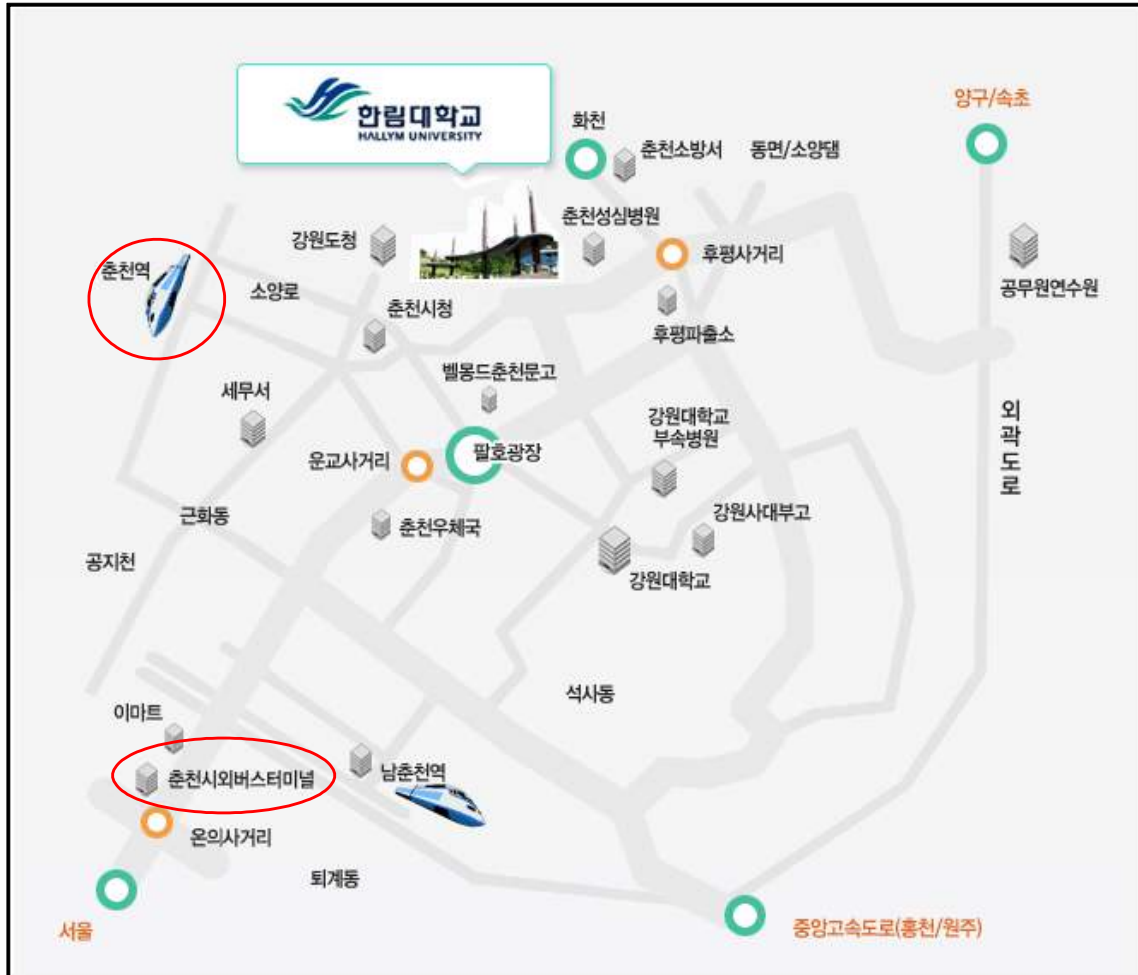 한림대학교
HALLYM UNIVERSITY
양구/속초
화천
춘천소방서
동면/소양댐
춘천성심병원
강원도청
후평사거리
춘천역
소양로
공무원연수원
춘천시청
후평파출소
벨몽드춘천문고
세무서
강원대학교
부속병원
외곽도로
운교사거리
팔호광장
근화동
춘천우체국
강원사대부고
공지천
강원대학교
석사동
이마트
춘천시외버스터미널
남춘천역
온의사거리
퇴계동
서울
중앙고속도로(홍천/원주)